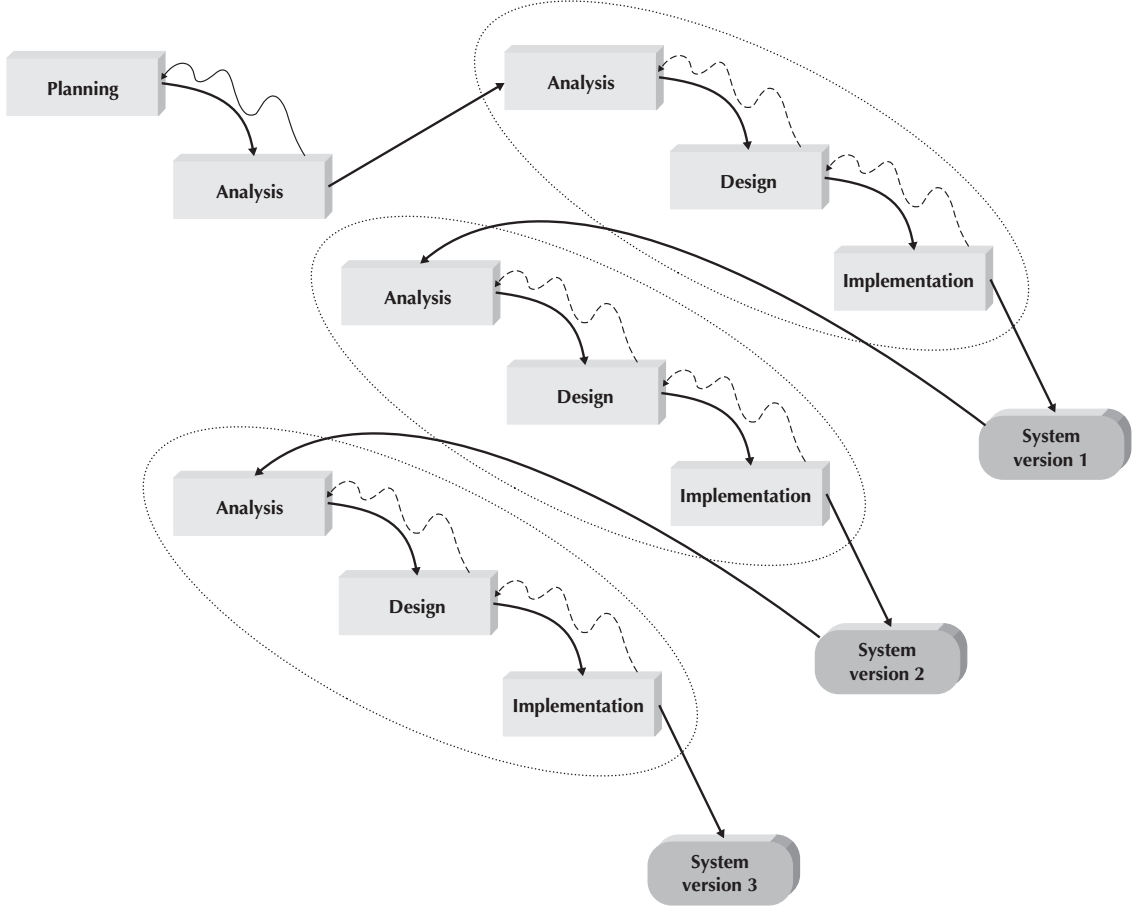 Planning
Analysis
Analysis
Design
Implementation
System
version 1
Analysis
Design
Implementation
System
version 2
Analysis
Design
Implementation
System
version 3